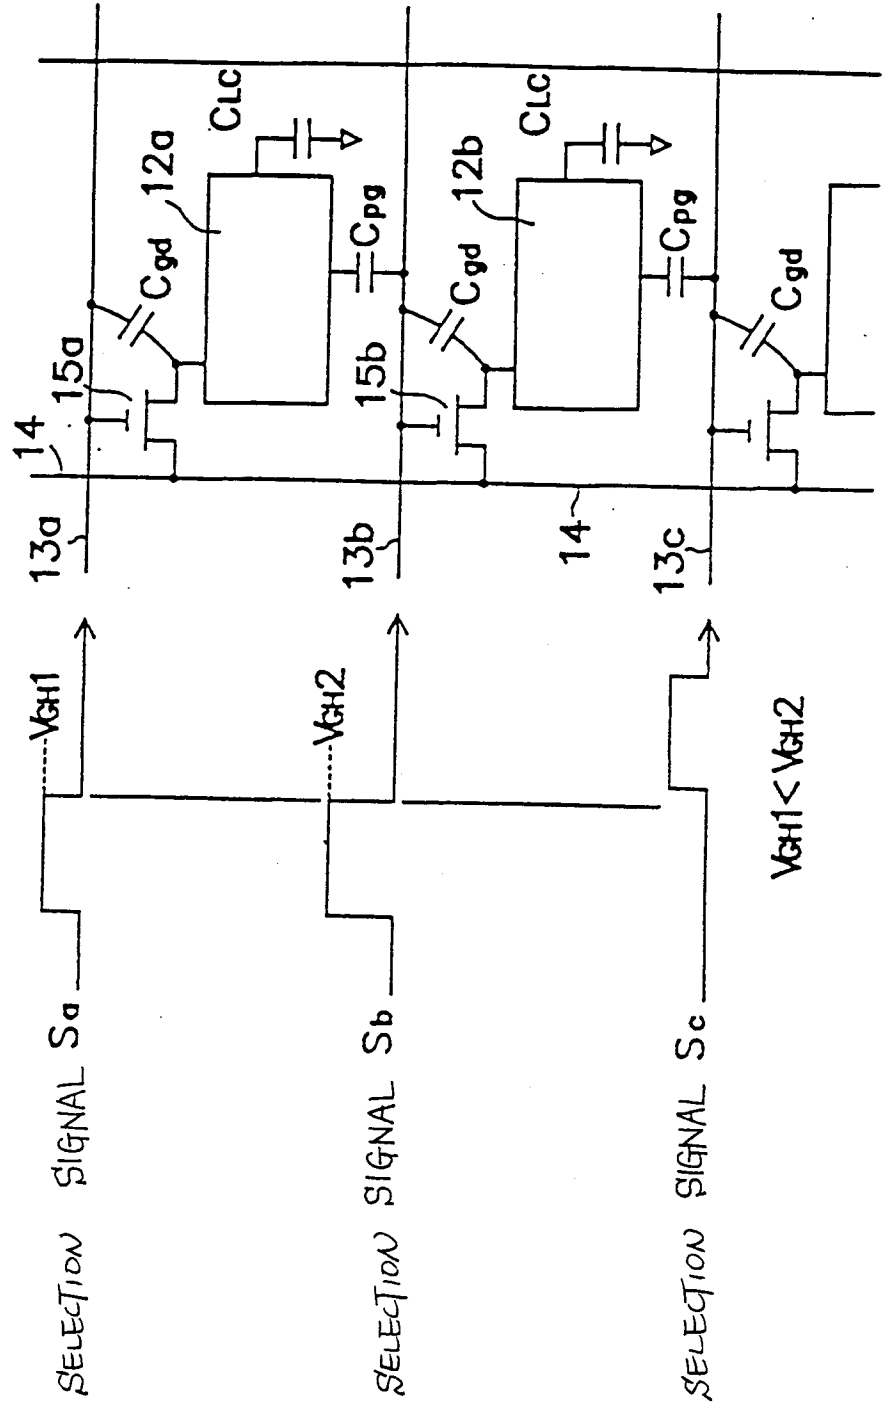 14
13a
15a
Cgd
12a
CLC
Cpg
SELECTION SIGNAL Sa
VGH1
13b
15b
Cgd
12b
CLC
Cpg
SELECTION SIGNAL Sb
VGH2
14
13c
Cgd
SELECTION SIGNAL Sc
VGH1<VGH2